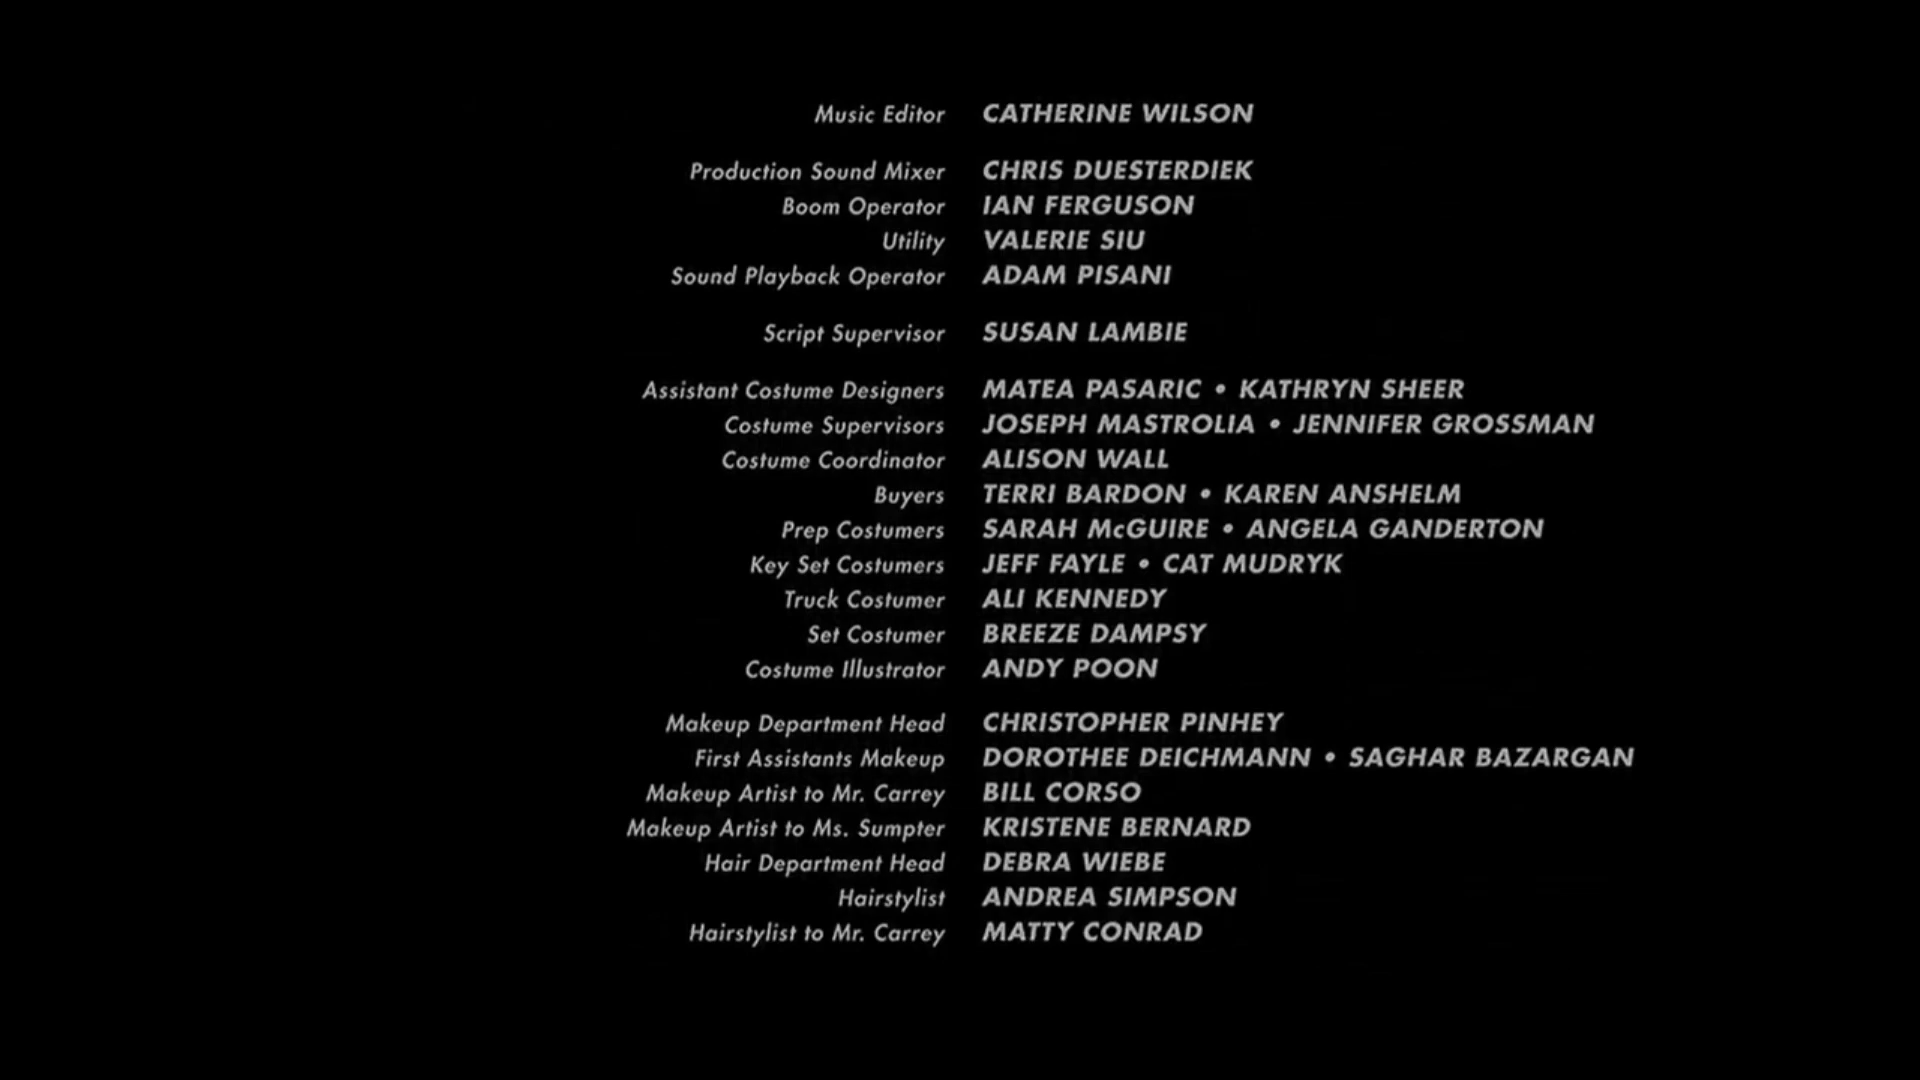 Music Editor CATHERINE WILSON
Production Sound Mixer CHRIS DUESTERDIEK
Boom Operator IAN FERGUSON
Utility VALERIE SIU
Sound Playback Operator ADAM PISANI
Script Supervisor SUSAN LAMBIE
Assistant Costume Designers MATEA PASARIC • KATHRYN SHEER
Costume Supervisors JOSEPH MASTROLIA • JENNIFER GROSSMAN
Costume Coordinator ALISON WALL
Buyers TERRI BARDON • KAREN ANSHELM
Prep Costumers SARAH McGUIRE • ANGELA GANDERTON
Key Set Costumers JEFF FAYLE • CAT MUDRYK
Truck Costumer ALI KENNEDY
Set Costumer BREEZE DAMPSY
Costume Illustrator ANDY POON
Makeup Department Head CHRISTOPHER PINHEY
First Assistants Makeup DOROTHEE DEICHMANN • SAGHAR BAZARGAN
Makeup Artist to Mr. Carrey BILL CORSO
Makeup Artist to Ms. Sumpter KRISTENE BERNARD
Hair Department Head DEBRA WIEBE
Hairstylist ANDREA SIMPSON
Hairstylist to Mr. Carrey MATTY CONRAD